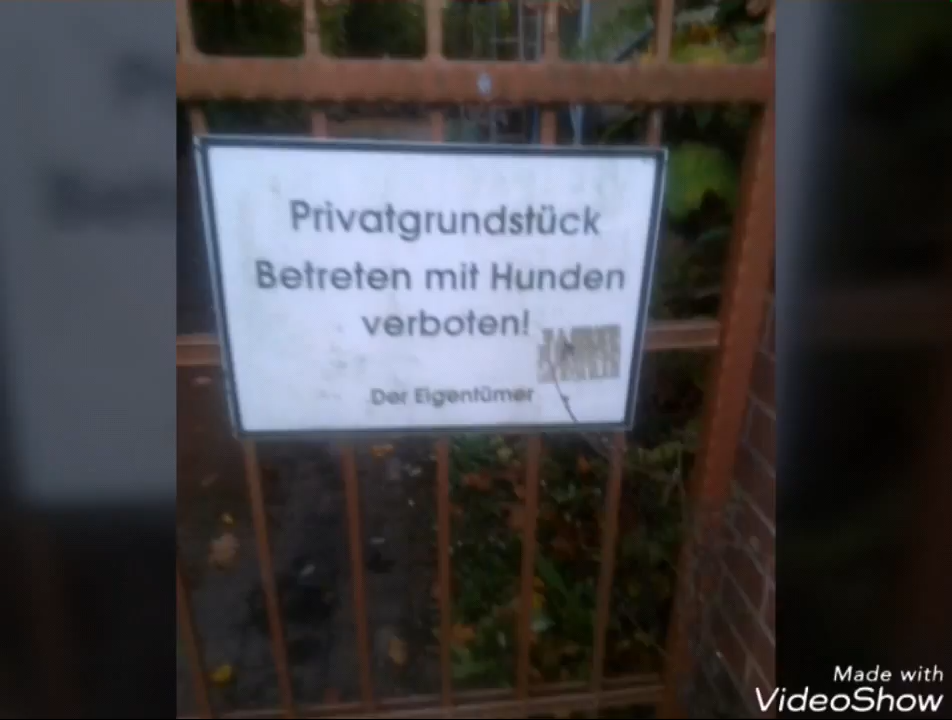 Privatgrundstück
Betreten mit Hunden
verboten!
Der Eigentümer
Made with
VideoShow